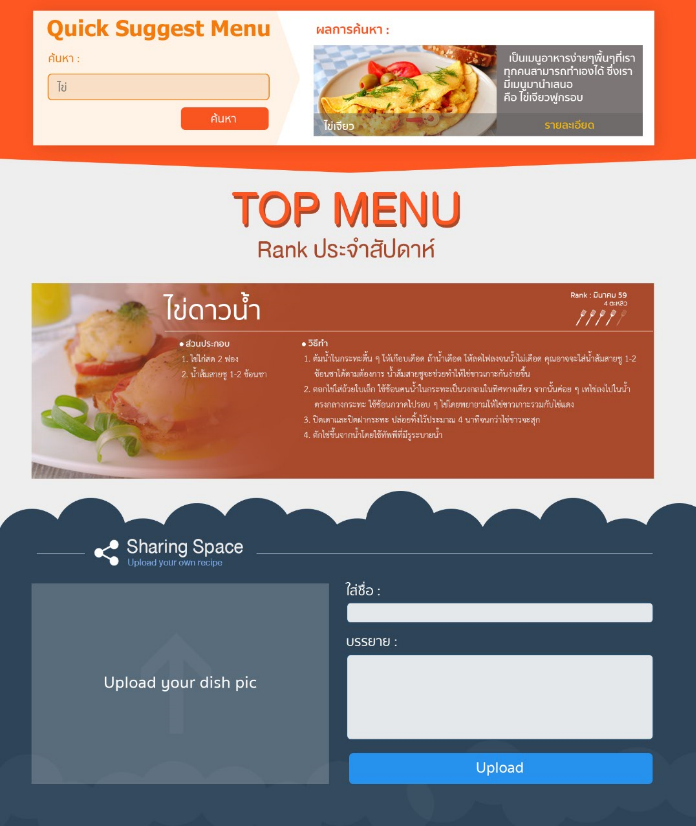 Quick Suggest Menu
ค้นหา :
ไข่
ค้นหา
ผลการค้นหา :
เป็นเมนูอาหารง่ายๆพื้นๆที่เรา
ทุกคนสามารถทำเองได้ ซึ่งเรา
มีเมนูมานำเสนอ
คือ ไข่เจียวฟูกรอบ
ไข่เจียว
รายละเอียด
TOP MENU
Rank ประจำสัปดาห์
ไข่ดาวน้ำ
Rank : มีนาคม 59
4 ตะหลิว
• ส่วนประกอบ
1. ไข่ไก่สด 2 ฟอง
2. น้ำส้มสายชู 1-2 ช้อนชา
• วิธีทำ
1. ต้มน้ำในกระทะตื้น ๆ ให้เกือบเดือด ถ้าน้ำเดือด ให้ลดไฟลงจนน้ำไม่เดือด คุณอาจจะใส่น้ำส้มสายชู 1-2
ช้อนชาได้ตามต้องการ น้ำส้มสายชูจะช่วยทำให้ไข่ขาวเกาะกันง่ายขึ้น
2. ตอกไข่ใส่ถ้วยใบเล็ก ใช้ช้อนคนน้ำในกระทะเป็นวงกลมในทิศทางเดียว จากนั้นค่อย ๆ เทไข่ลงไปในน้ำ
ตรงกลางกระทะ ใช้ช้อนกวาดไปรอบ ๆ ไข่โดยพยายามให้ไข่ขาวเกาะรวมกับไข่แดง
3. ปิดเตาและปิดฝากระทะ ปล่อยทิ้งไว้ประมาณ 4 นาทีจนกว่าไข่ขาวจะสุก
4. ตักไข่ขึ้นจากน้ำโดยใช้ทัพพีที่มีรูระบายน้ำ
Sharing Space
Upload your own recipe
Upload your dish pic
ใส่ชื่อ :
บรรยาย :
Upload